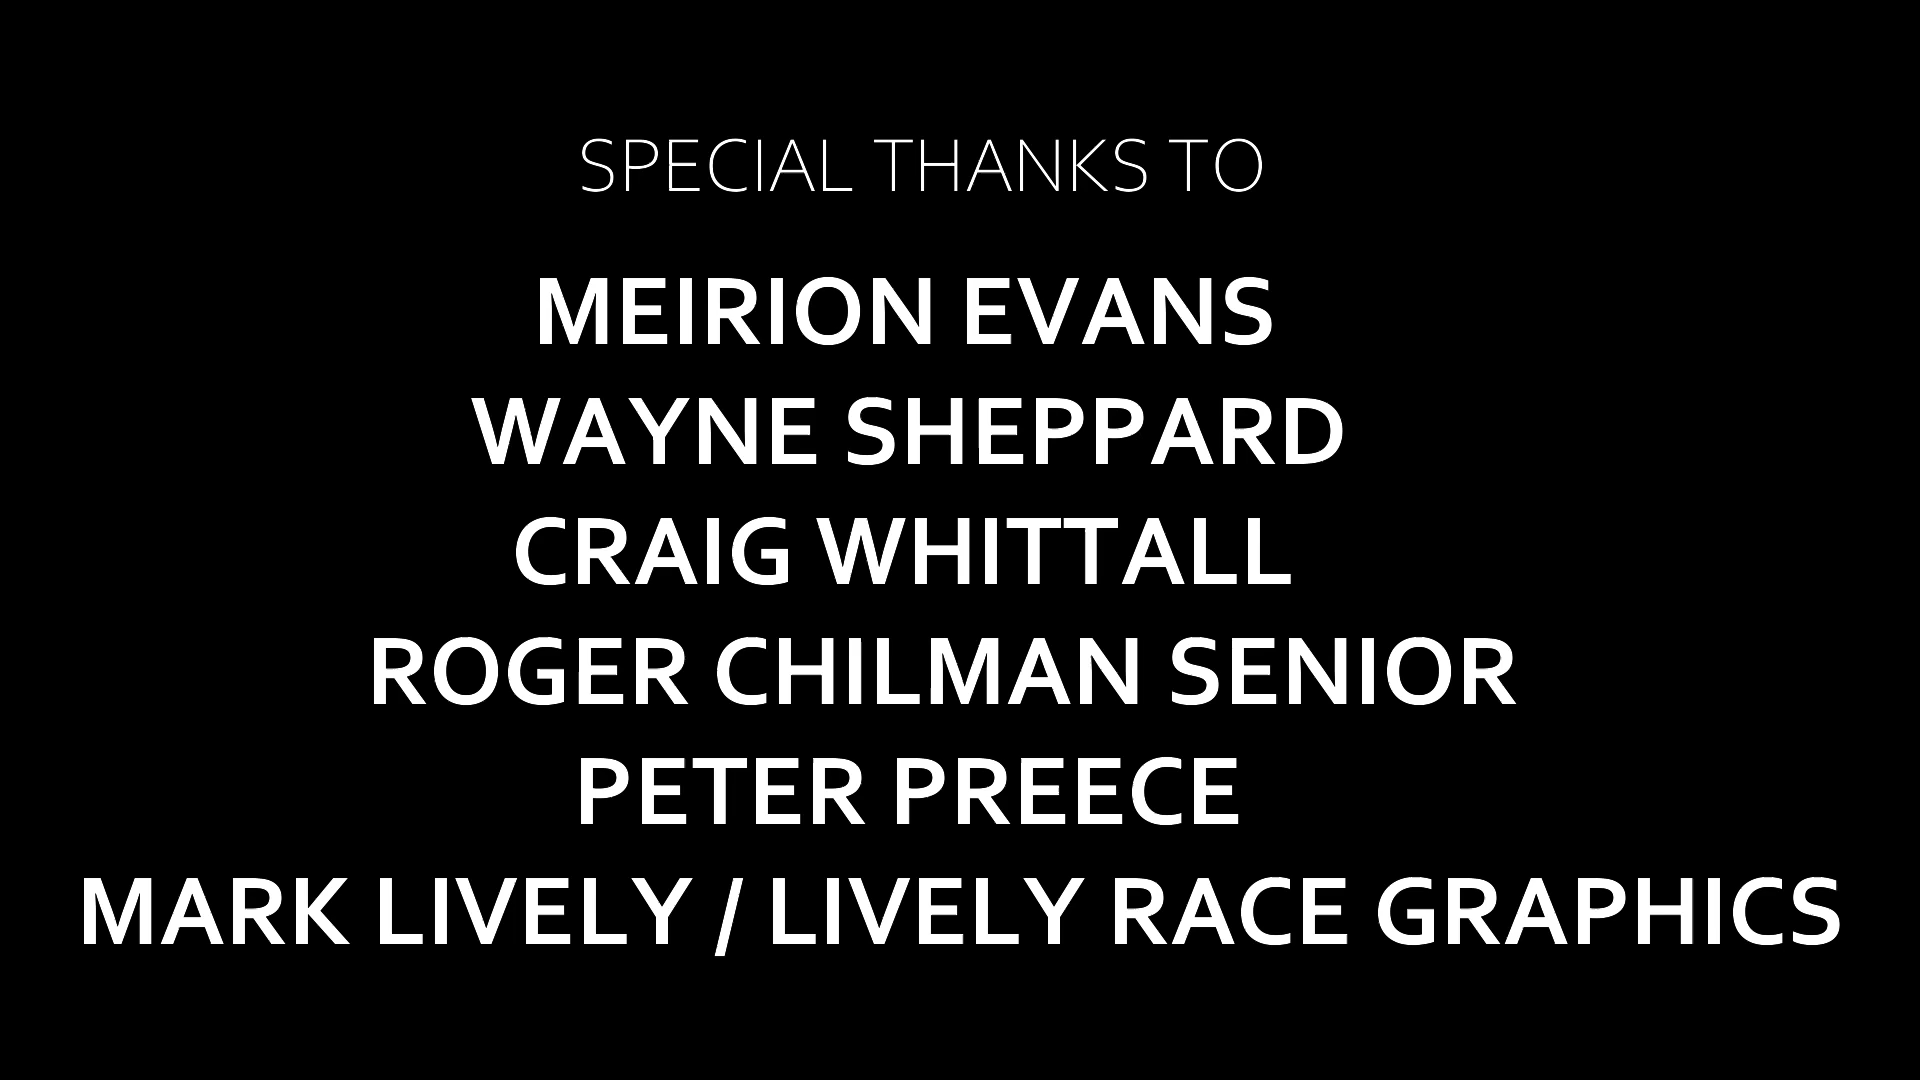 SPECIAL THANKS TO
MEIRION EVANS
WAYNE SHEPPARD
CRAIG WHITTALL
ROGER CHILMAN SENIOR
PETER PREECE
MARK LIVELY / LIVELY RACE GRAPHICS